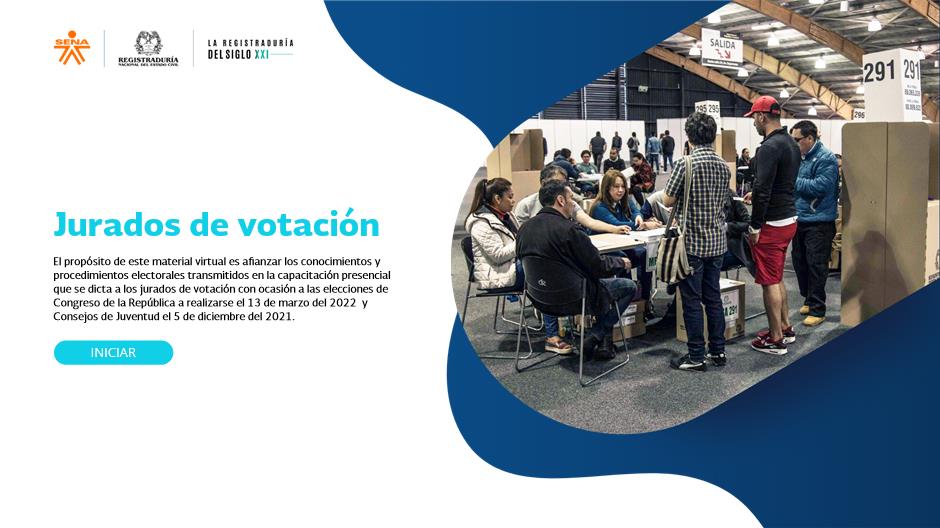 SENA
REGISTRADURÍA
NACIONAL DEL ESTADO CIVIL
LA REGISTRADURÍA
DEL SIGLO XXI
SALIDA
291
291
295 295
296
Jurados de votación
El propósito de este material virtual es afianzar los conocimientos y
procedimientos electorales transmitidos en la capacitación presencial
que se dicta a los jurados de votación con ocasión a las elecciones de
Congreso de la República a realizarse el 13 de marzo del 2022 y
Consejos de Juventud el 5 de diciembre del 2021.
INICIAR
291